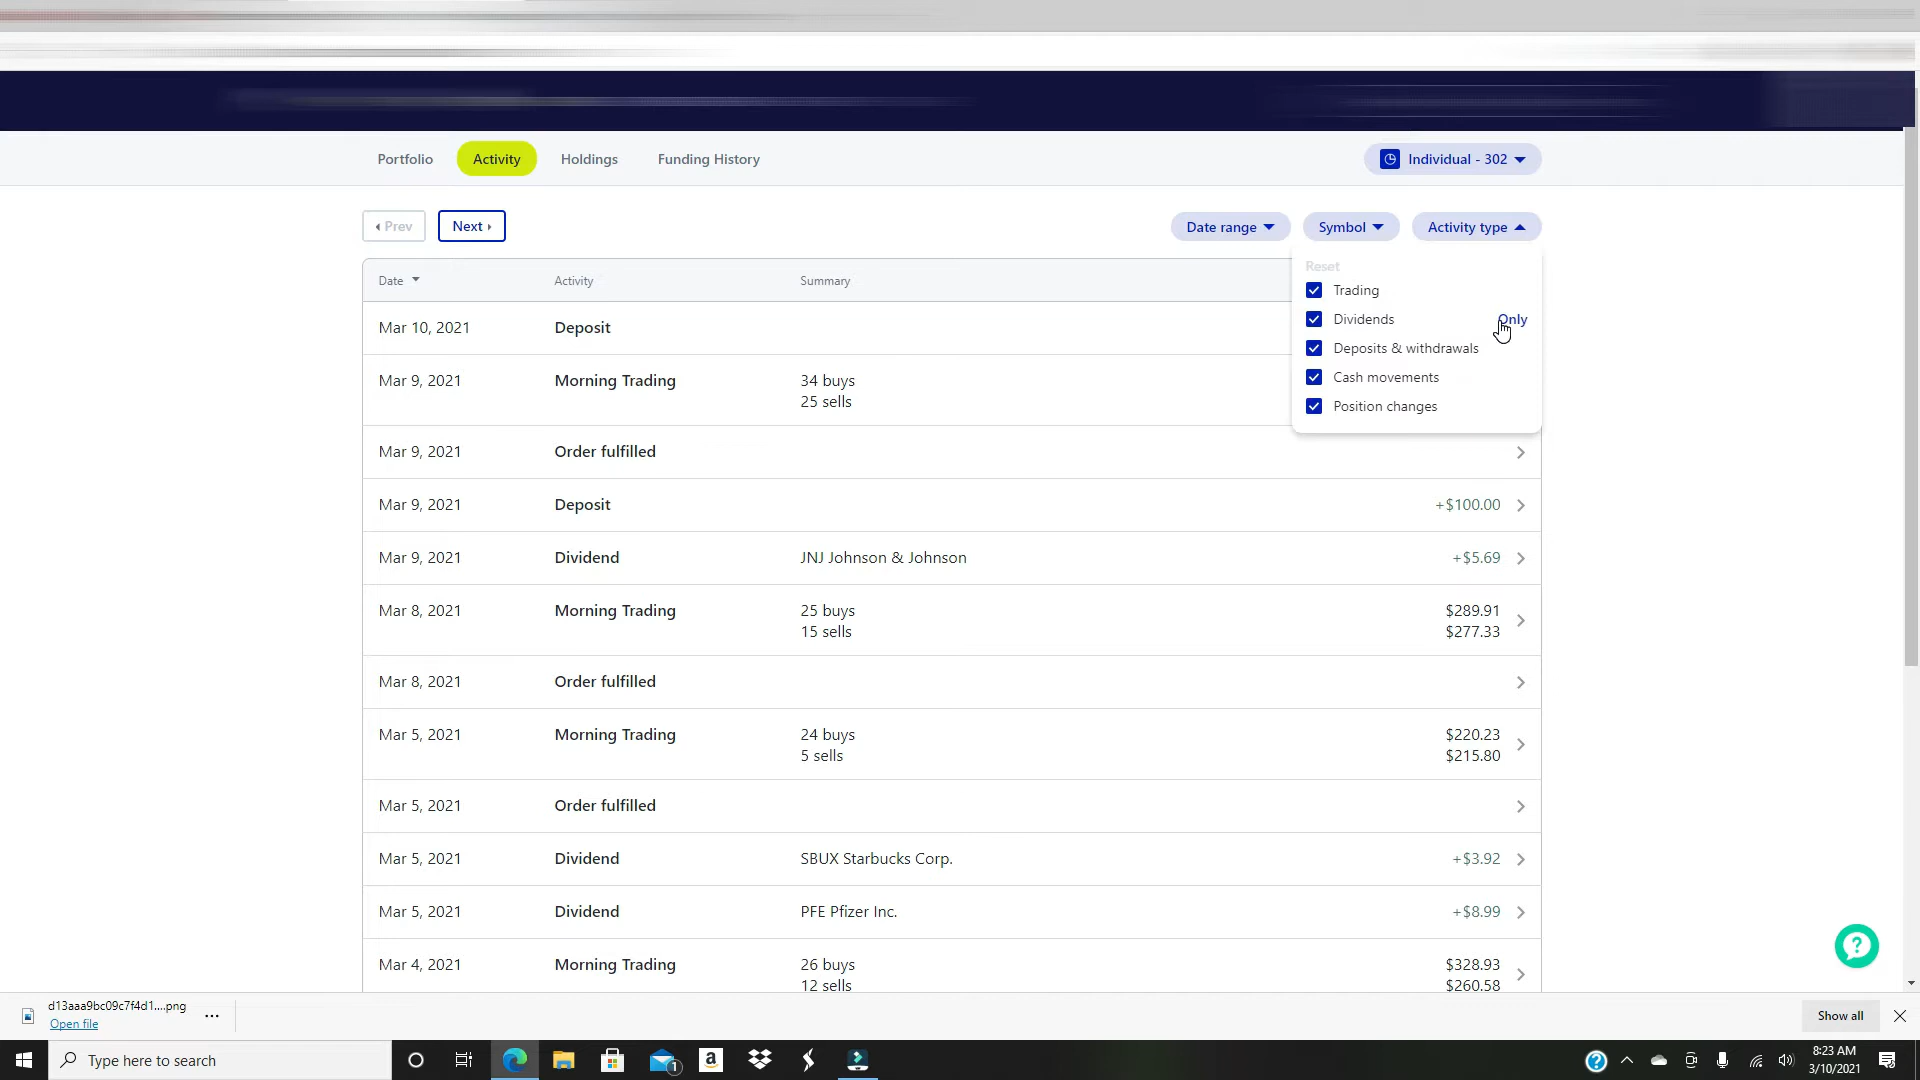 Portfolio
Activity
Holdings
Funding History
Individual - 302
Prev
Next
Date range
Symbol
Activity type
Reset
Trading
Dividends
Only
Deposits & withdrawals
Cash movements
Position changes
Date
Activity
Summary
Mar 10, 2021
Deposit
Mar 9, 2021
Morning Trading
34 buys
25 sells
Mar 9, 2021
Order fulfilled
Mar 9, 2021
Deposit
+$100.00
Mar 9, 2021
Dividend
JNJ Johnson & Johnson
+$5.69
Mar 8, 2021
Morning Trading
25 buys
15 sells
$289.91
$277.33
Mar 8, 2021
Order fulfilled
Mar 5, 2021
Morning Trading
24 buys
5 sells
$220.23
$215.80
Mar 5, 2021
Order fulfilled
Mar 5, 2021
Dividend
SBUX Starbucks Corp.
+$3.92
Mar 5, 2021
Dividend
PFE Pfizer Inc.
+$8.99
Mar 4, 2021
Morning Trading
26 buys
12 sells
$328.93
$260.58
d13aaa9bc09c7f4d1....png
Open file
Show all
Type here to search
8:23 AM
3/10/2021